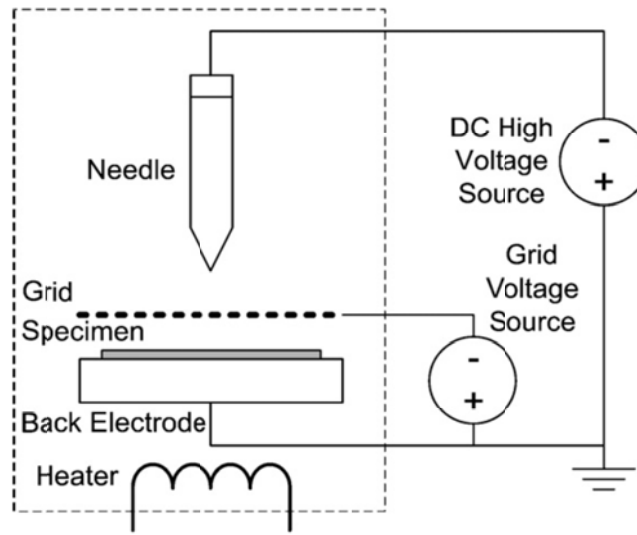 Needle
DC High
Voltage
Source
-
+
Grid
Voltage
Source
-
+
Grid
Specimen
Back Electrode
Heater